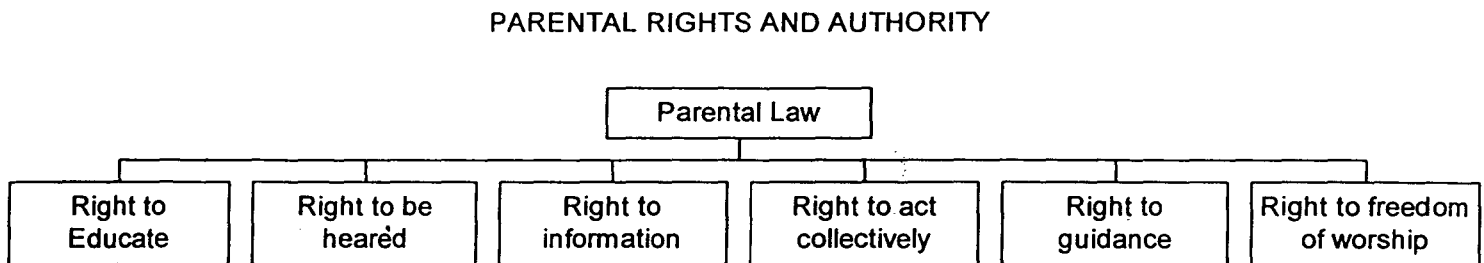 PARENTAL RIGHTS AND AUTHORITY
Parental Law
Right to
Educate
Right to be
heared
Right to
information
Right to act
collectively
Right to
guidance
Right to freedom
of worship